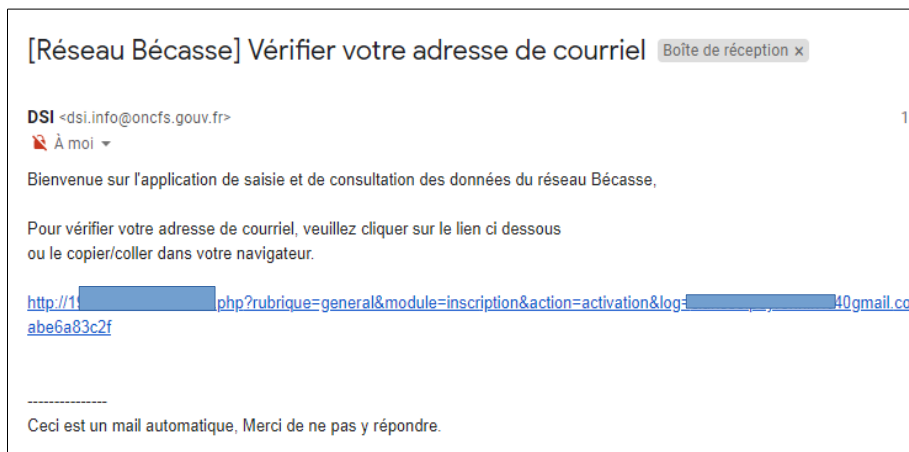 [Réseau Bécasse] Vérifier votre adresse de courriel Boîte de réception x
DSI <dsi.info@oncfs.gouv.fr> 1
À moi
Bienvenue sur l'application de saisie et de consultation des données du réseau Bécasse,
Pour vérifier votre adresse de courriel, veuillez cliquer sur le lien ci dessous
ou le copier/coller dans votre navigateur.
http://19 php?rubrique=general&module=inscription&action=activation&log= 40gmail.co
abe6a83c2f
---------------
Ceci est un mail automatique, Merci de ne pas y répondre.